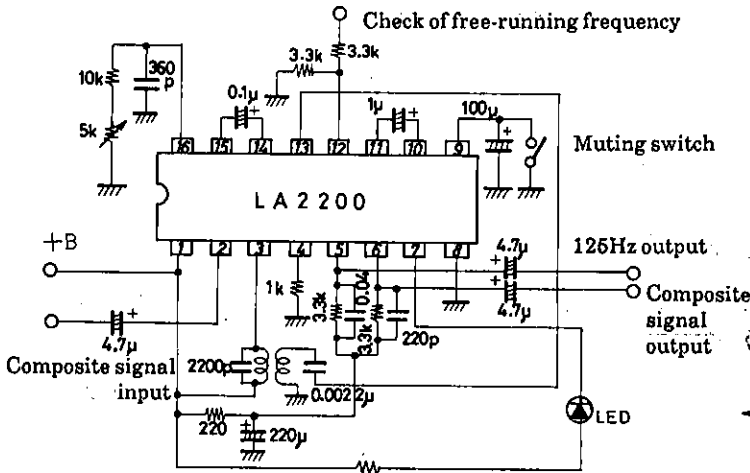 Check of free-running frequency
3.3k
3.3k
10k
360
p
0.1μ
+
1μ
+
100μ
+
5k
Muting switch
16
15
14
13
12
11
10
9
LA2200
1
2
3
4
5
6
7
8
+B
4.7μ
+
125Hz output
+
4.7μ
Composite
signal
output
1k
3.3k
0.04
3.3k
220p
+
4.7μ
Composite signal
input
2200p
0.0022μ
220
+
220μ
LED